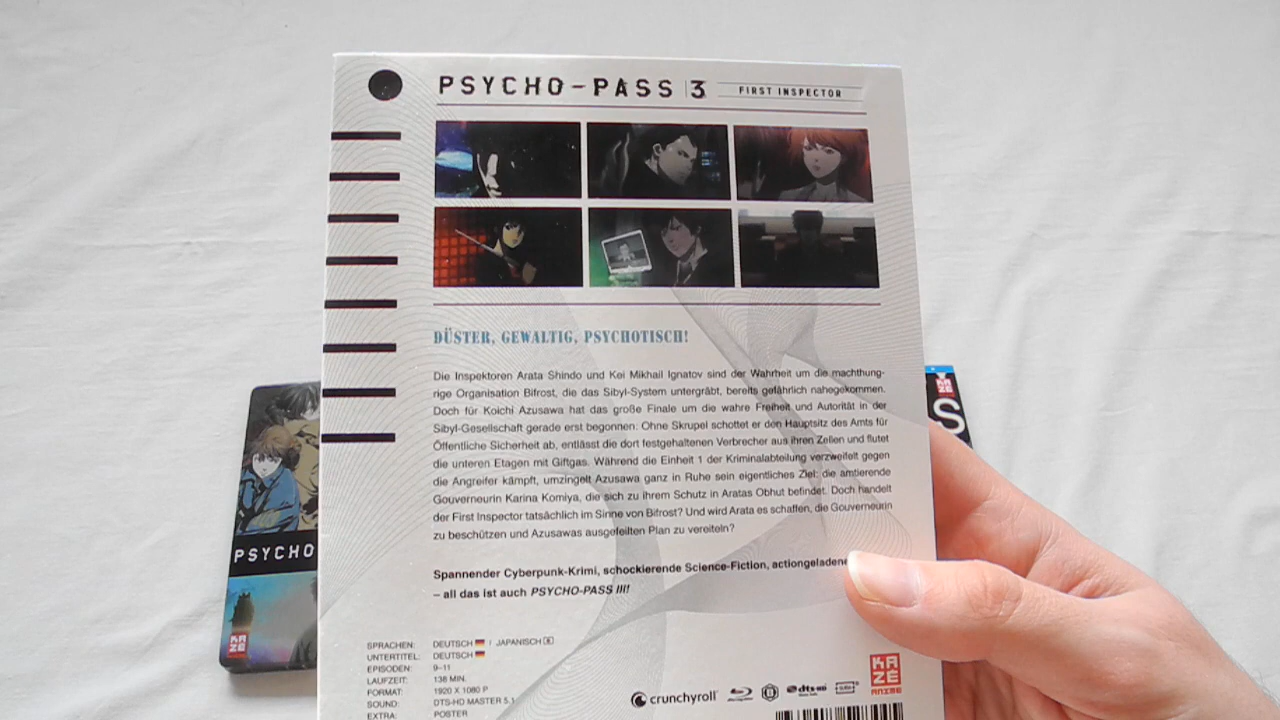 PSYCHO-PASS 3 FIRST INSPECTOR
DÜSTER, GEWALTIG, PSYCHOTISCH!
Die Inspektoren Arata Shindo und Kei Mikhail Ignatov sind der Wahrheit um die machthung-
rige Organisation Bifrost, die das Sibyl-System untergräbt, bereits gefährlich nahegekommen.
Doch für Koichi Azusawa hat das große Finale um die wahre Freiheit und Autorität in der
Sibyl-Gesellschaft gerade erst begonnen: Ohne Skrupel schottet er den Hauptsitz des Amts für
Öffentliche Sicherheit ab, entlässt die dort festgehaltenen Verbrecher aus ihren Zellen und flutet
die unteren Etagen mit Giftgas. Während die Einheit 1 der Kriminalabteilung verzweifelt gegen
die Angreifer kämpft, umzingelt Azusawa ganz in Ruhe sein eigentliches Ziel: die amtierende
Gouverneurin Karina Komiya, die sich zu ihrem Schutz in Aratas Obhut befindet. Doch handelt
der First Inspector tatsächlich im Sinne von Bifrost? Und wird Arata es schaffen, die Gouverneurin
zu beschützen und Azusawas ausgefeilten Plan zu vereiteln?
Spannender Cyberpunk-Krimi, schockierende Science-Fiction, actiongeladene
– all das ist auch PSYCHO-PASS III!
SPRACHEN: DEUTSCH / JAPANISCH
UNTERTITEL: DEUTSCH
EPISODEN: 9–11
LAUFZEIT: 138 MIN.
FORMAT: 1920 X 1080 P
SOUND: DTS-HD MASTER 5.1
EXTRA: POSTER
crunchyroll
dts-HD
KAZÉ
ANIME
PSYCHO
KAZÉ
KAZÉ
S